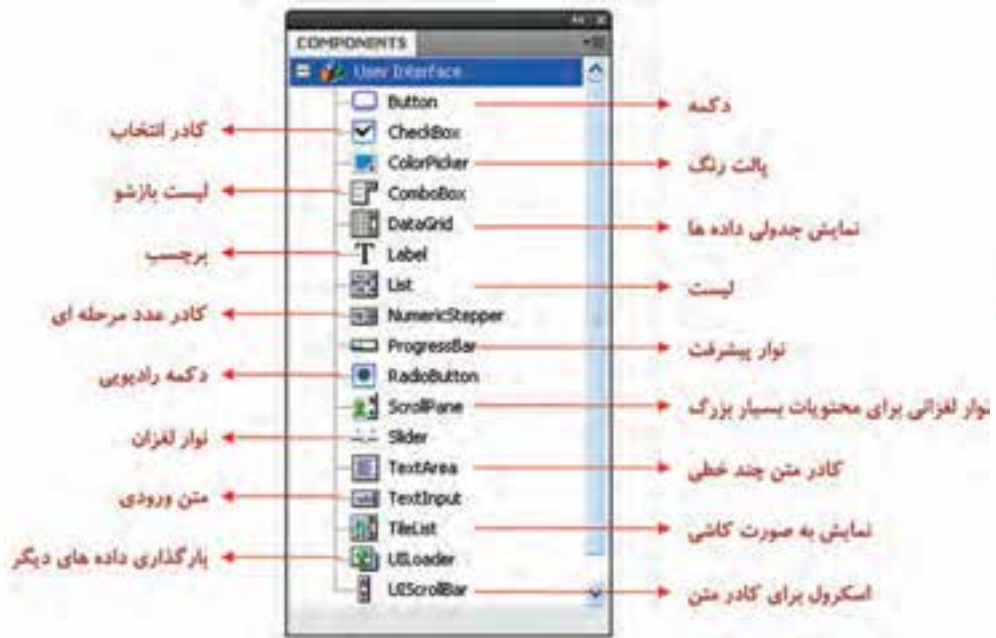 COMPONENTS
User Interface
Button
دکمه
CheckBox
کادر انتخاب
ColorPicker
پالت رنگ
ComboBox
لیست بازشو
DataGrid
نمایش جدولی داده ها
Label
برچسب
List
لیست
NumericStepper
کادر عدد مرحله ای
ProgressBar
نوار پیشرفت
RadioButton
دکمه رادیویی
ScrollPane
نوار لغزانی برای محتویات بسیار بزرگ
Slider
نوار لغزان
TextArea
کادر متن چند خطی
TextInput
متن ورودی
TileList
نمایش به صورت کاشی
UILoader
بارگذاری داده های دیگر
UIScrollBar
اسکرول برای کادر متن